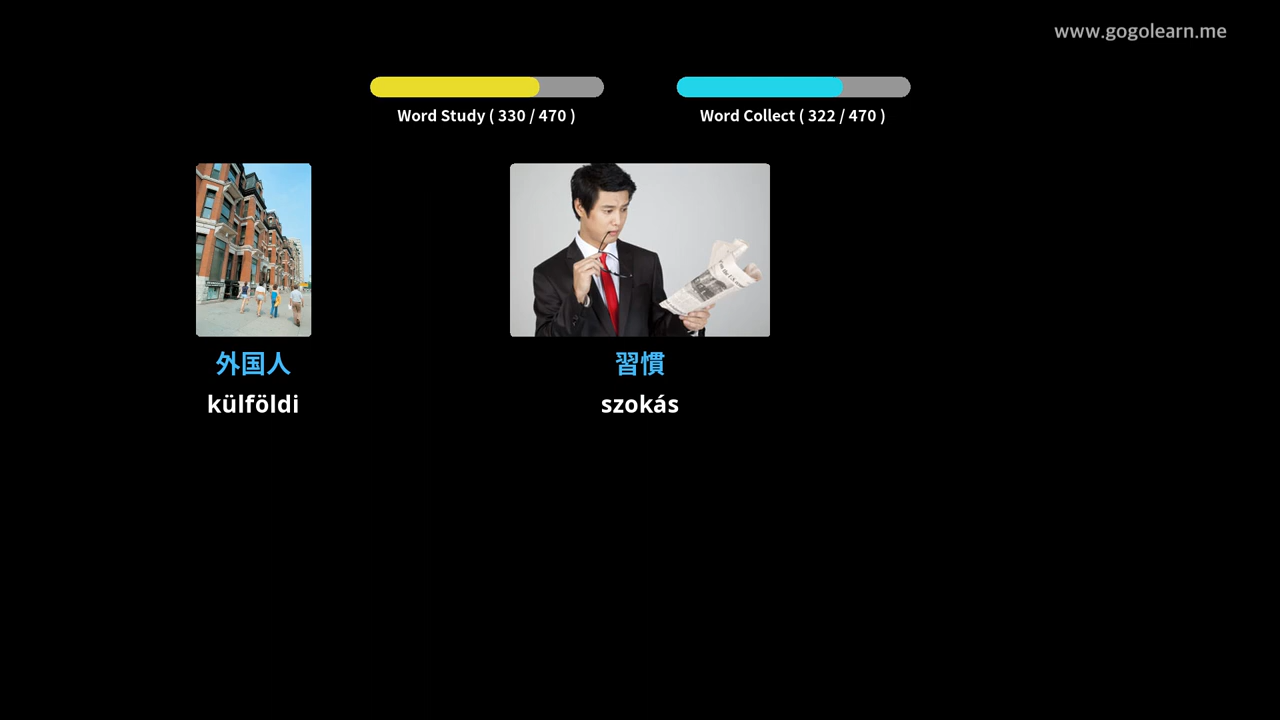 www.gogolearn.me
Word Study ( 330 / 470 )
Word Collect ( 322 / 470 )
外国人
習慣
külföldi
szokás